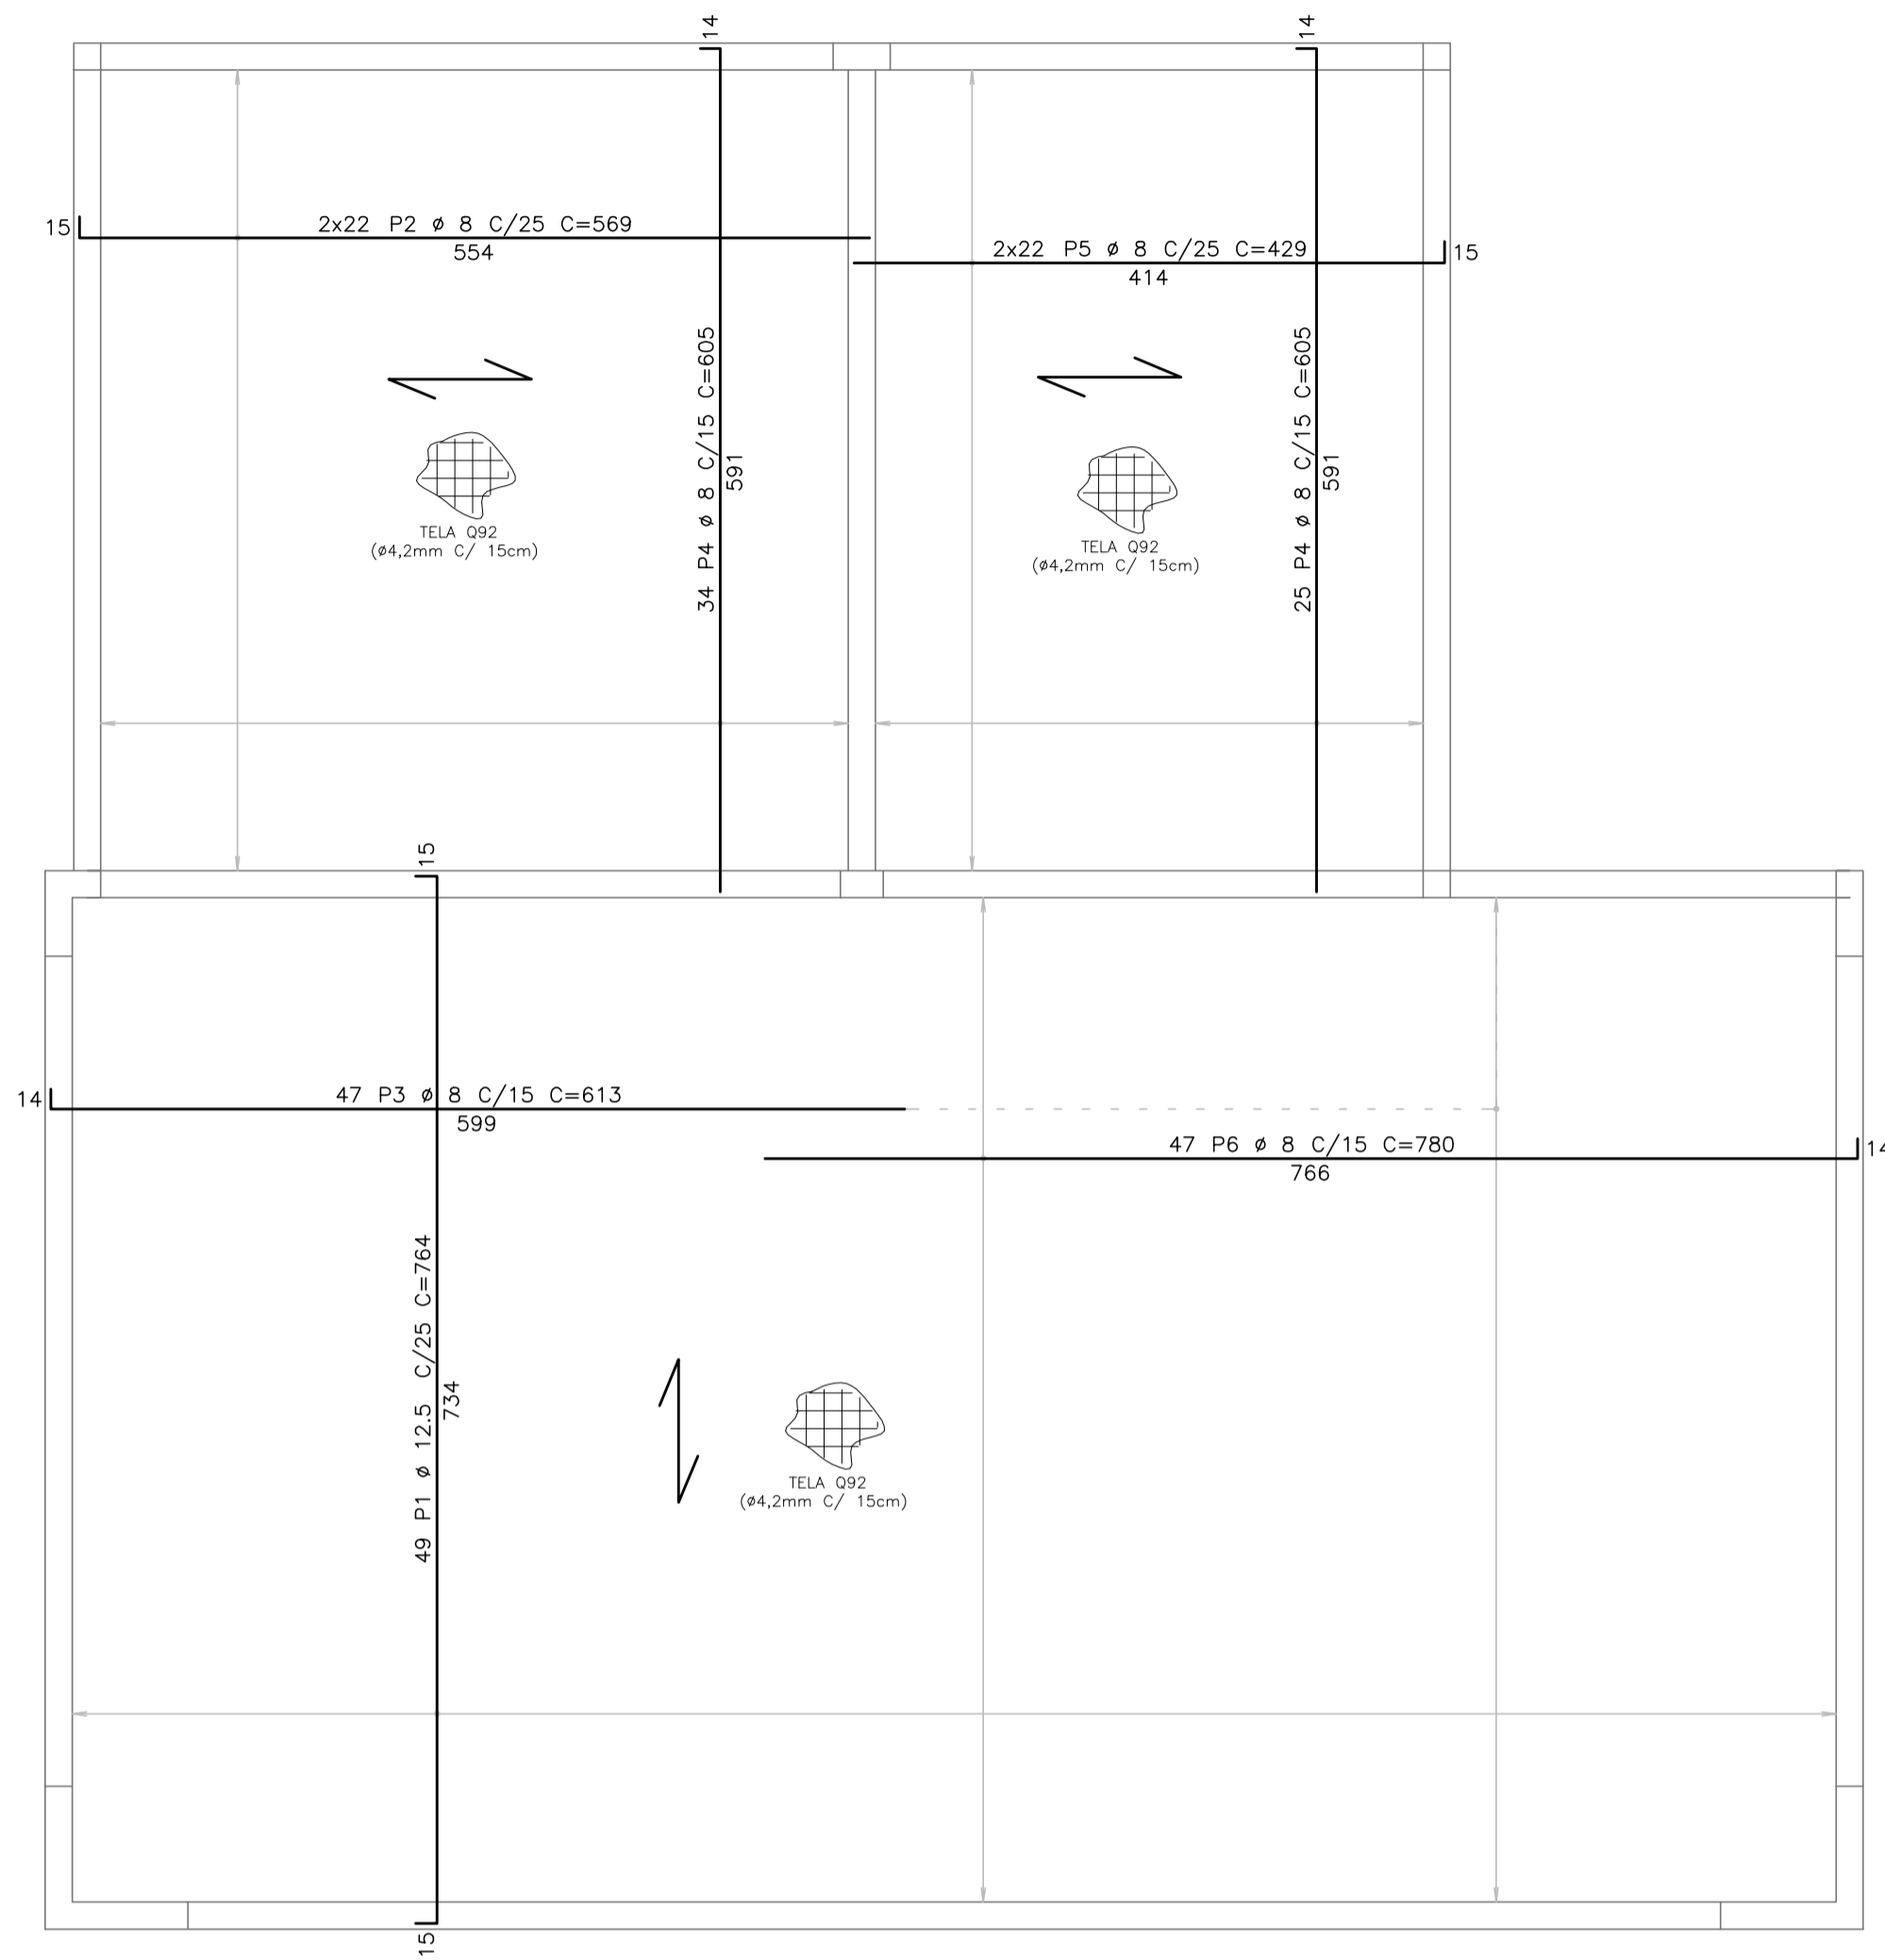 14
14
15
2x22 P2 ø 8 C/25 C=569
554
2x22 P5 ø 8 C/25 C=429
414
15
34 P4 ø 8 C/15 C=605
591
25 P4 ø 8 C/15 C=605
591
TELA Q92
(ø4,2mm C/ 15cm)
TELA Q92
(ø4,2mm C/ 15cm)
15
14
47 P3 ø 8 C/15 C=613
599
47 P6 ø 8 C/15 C=780
766
14
49 P1 ø 12.5 C/25 C=764
734
TELA Q92
(ø4,2mm C/ 15cm)
15